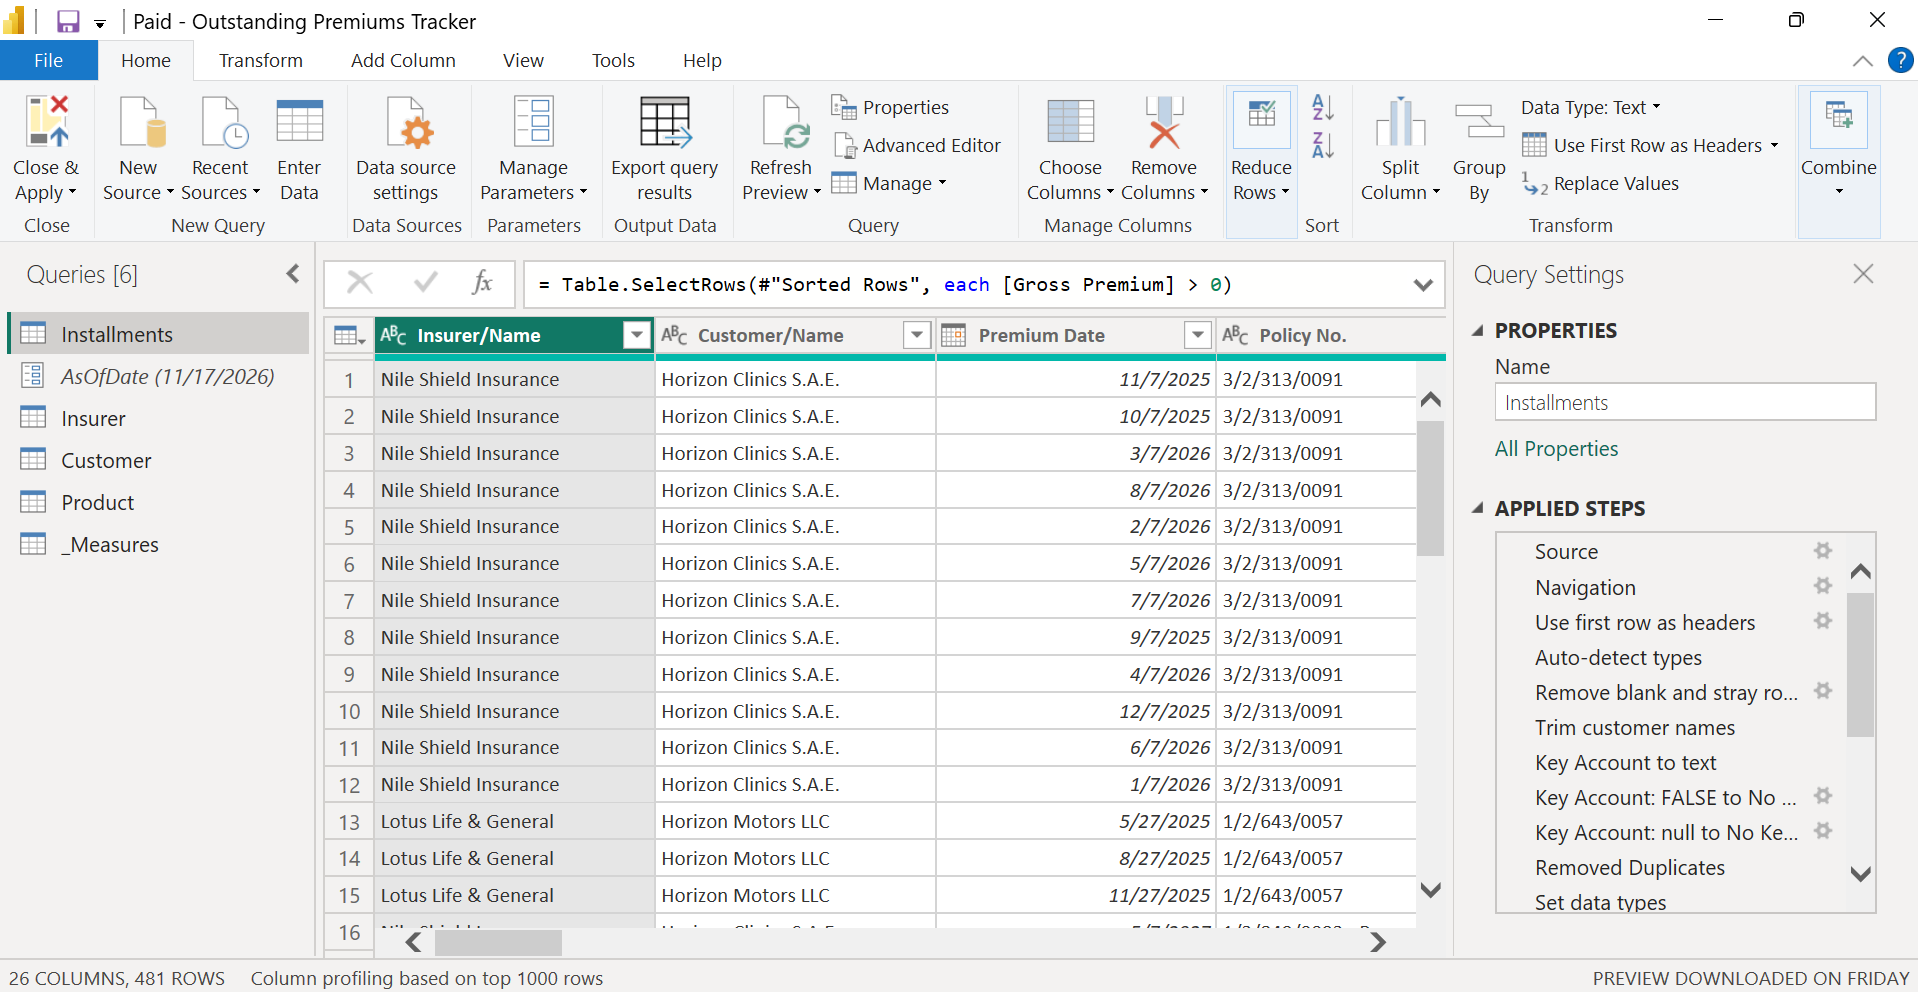 Paid - Outstanding Premiums Tracker
File Home Transform Add Column View Tools Help
Close & Apply
New Source
Recent Sources
Enter Data
Data source settings
Manage Parameters
Export query results
Refresh Preview
Properties
Advanced Editor
Manage
Choose Columns
Remove Columns
Reduce Rows
Split Column
Group By
Data Type: Text
Use First Row as Headers
Replace Values
Combine
Close New Query Data Sources Parameters Output Data Query Manage Columns Sort Transform
Queries [6]
Installments
AsOfDate (11/17/2026)
Insurer
Customer
Product
_Measures
fx = Table.SelectRows(#"Sorted Rows", each [Gross Premium] > 0)
ABC Insurer/Name ABC Customer/Name Premium Date ABC Policy No.
1 Nile Shield Insurance Horizon Clinics S.A.E. 11/7/2025 3/2/313/0091
2 Nile Shield Insurance Horizon Clinics S.A.E. 10/7/2025 3/2/313/0091
3 Nile Shield Insurance Horizon Clinics S.A.E. 3/7/2026 3/2/313/0091
4 Nile Shield Insurance Horizon Clinics S.A.E. 8/7/2026 3/2/313/0091
5 Nile Shield Insurance Horizon Clinics S.A.E. 2/7/2026 3/2/313/0091
6 Nile Shield Insurance Horizon Clinics S.A.E. 5/7/2026 3/2/313/0091
7 Nile Shield Insurance Horizon Clinics S.A.E. 7/7/2026 3/2/313/0091
8 Nile Shield Insurance Horizon Clinics S.A.E. 9/7/2025 3/2/313/0091
9 Nile Shield Insurance Horizon Clinics S.A.E. 4/7/2026 3/2/313/0091
10 Nile Shield Insurance Horizon Clinics S.A.E. 12/7/2025 3/2/313/0091
11 Nile Shield Insurance Horizon Clinics S.A.E. 6/7/2026 3/2/313/0091
12 Nile Shield Insurance Horizon Clinics S.A.E. 1/7/2026 3/2/313/0091
13 Lotus Life & General Horizon Motors LLC 5/27/2025 1/2/643/0057
14 Lotus Life & General Horizon Motors LLC 8/27/2025 1/2/643/0057
15 Lotus Life & General Horizon Motors LLC 11/27/2025 1/2/643/0057
16
Query Settings
PROPERTIES
Name
Installments
All Properties
APPLIED STEPS
Source
Navigation
Use first row as headers
Auto-detect types
Remove blank and stray ro...
Trim customer names
Key Account to text
Key Account: FALSE to No ...
Key Account: null to No Ke...
Removed Duplicates
Set data types
26 COLUMNS, 481 ROWS Column profiling based on top 1000 rows PREVIEW DOWNLOADED ON FRIDAY